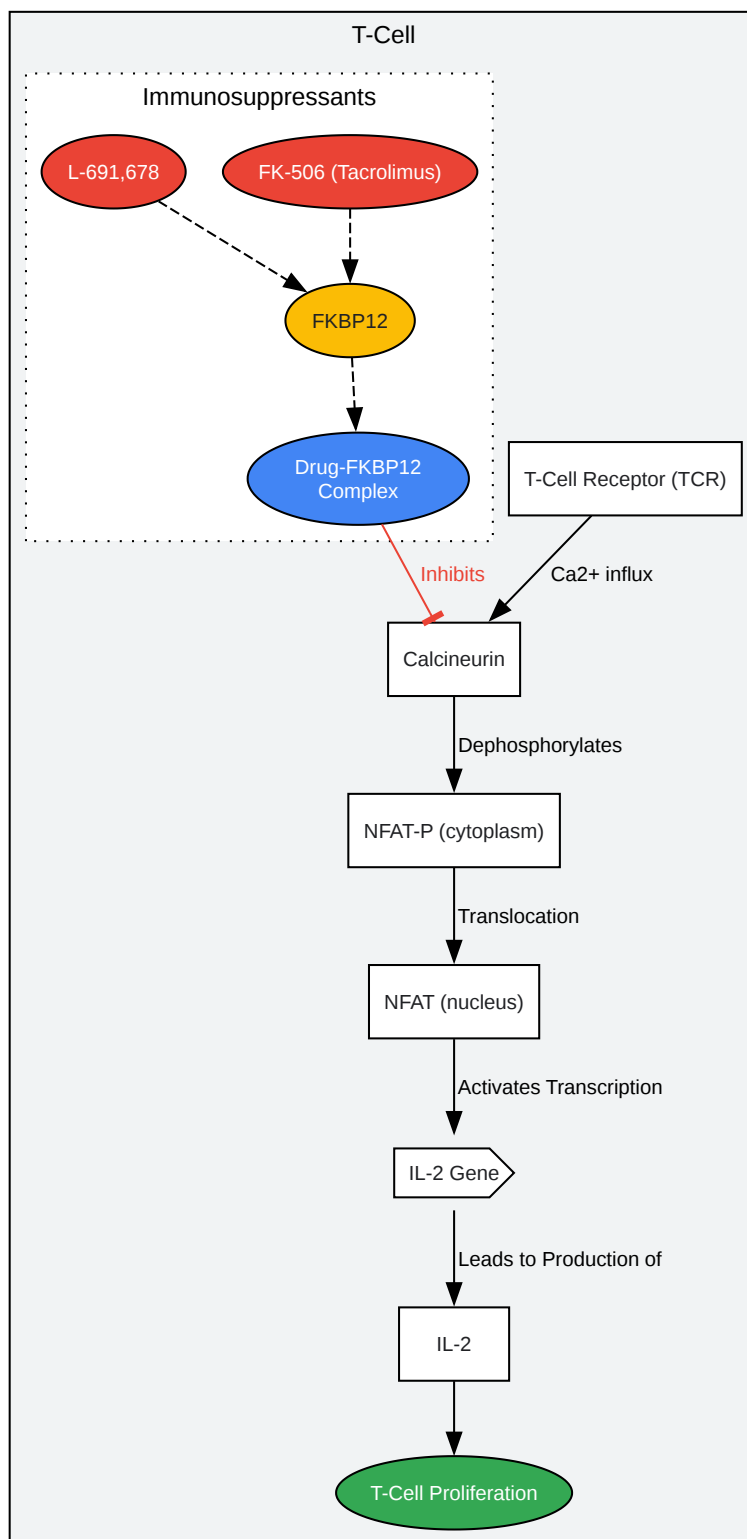 T-Cell
Immunosuppressants
L-691,678
FK-506 (Tacrolimus)
FKBP12
Drug-FKBP12
Complex
T-Cell Receptor (TCR)
Inhibits
Ca2+ influx
Calcineurin
Dephosphorylates
NFAT-P (cytoplasm)
Translocation
NFAT (nucleus)
Activates Transcription
IL-2 Gene
Leads to Production of
IL-2
T-Cell Proliferation